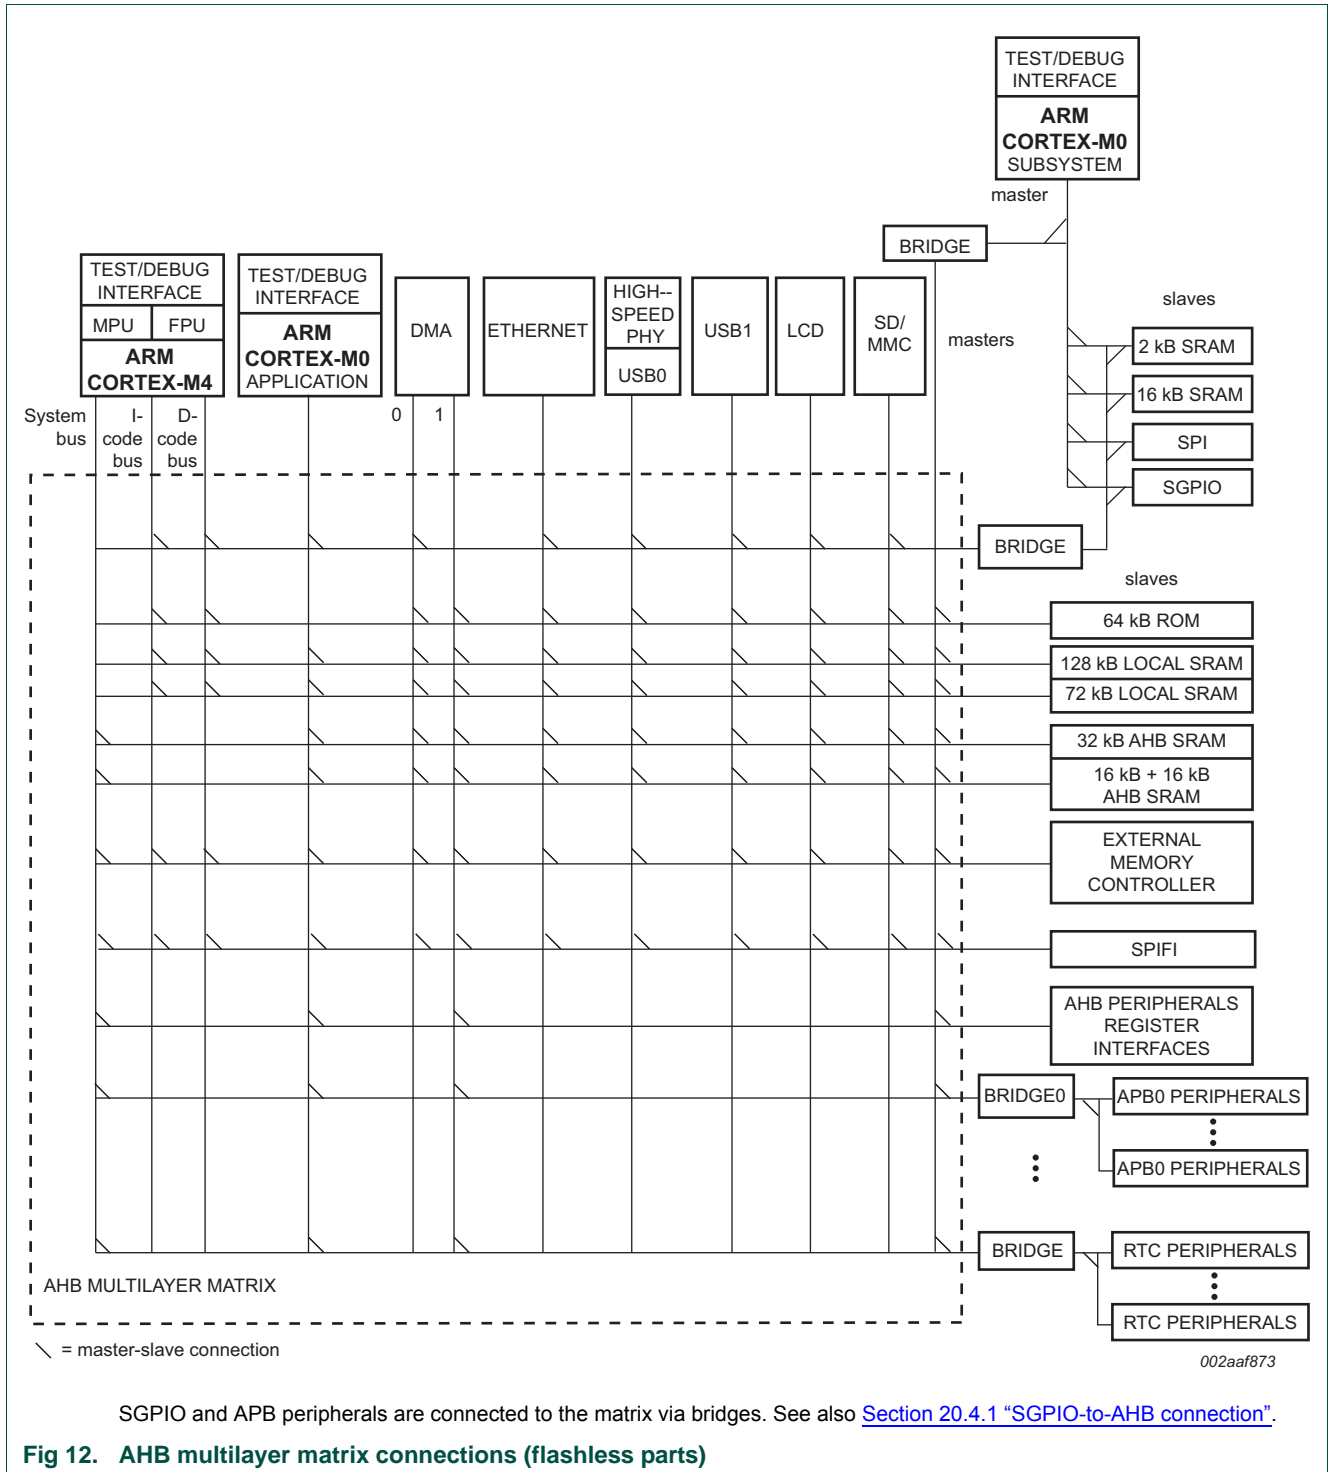 TEST/DEBUG
INTERFACE
ARM
CORTEX-M0
SUBSYSTEM
master
BRIDGE
TEST/DEBUG
INTERFACE
MPU
FPU
ARM
CORTEX-M4
TEST/DEBUG
INTERFACE
ARM
CORTEX-M0
APPLICATION
DMA
ETHERNET
HIGH--
SPEED
PHY
USB0
USB1
LCD
SD/
MMC
masters
slaves
2 kB SRAM
16 kB SRAM
SPI
SGPIO
System
bus
I-
code
bus
D-
code
bus
0
1
BRIDGE
slaves
64 kB ROM
128 kB LOCAL SRAM
72 kB LOCAL SRAM
32 kB AHB SRAM
16 kB + 16 kB
AHB SRAM
EXTERNAL
MEMORY
CONTROLLER
SPIFI
AHB PERIPHERALS
REGISTER
INTERFACES
BRIDGE0
APB0 PERIPHERALS
APB0 PERIPHERALS
BRIDGE
RTC PERIPHERALS
RTC PERIPHERALS
AHB MULTILAYER MATRIX
= master-slave connection
002aaf873
SGPIO and APB peripherals are connected to the matrix via bridges. See also Section 20.4.1 “SGPIO-to-AHB connection”.
Fig 12. AHB multilayer matrix connections (flashless parts)